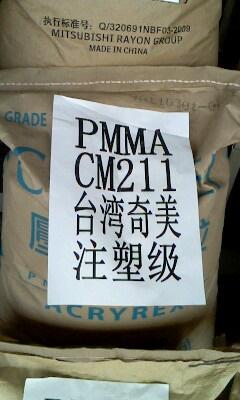 执行标准号: Q/320691NBF03-2009
MITSUBISHI RAYON GROUP
MADE IN CHINA
GRADE
PMMA
CM211
台湾奇美
注塑级
ACRYREX